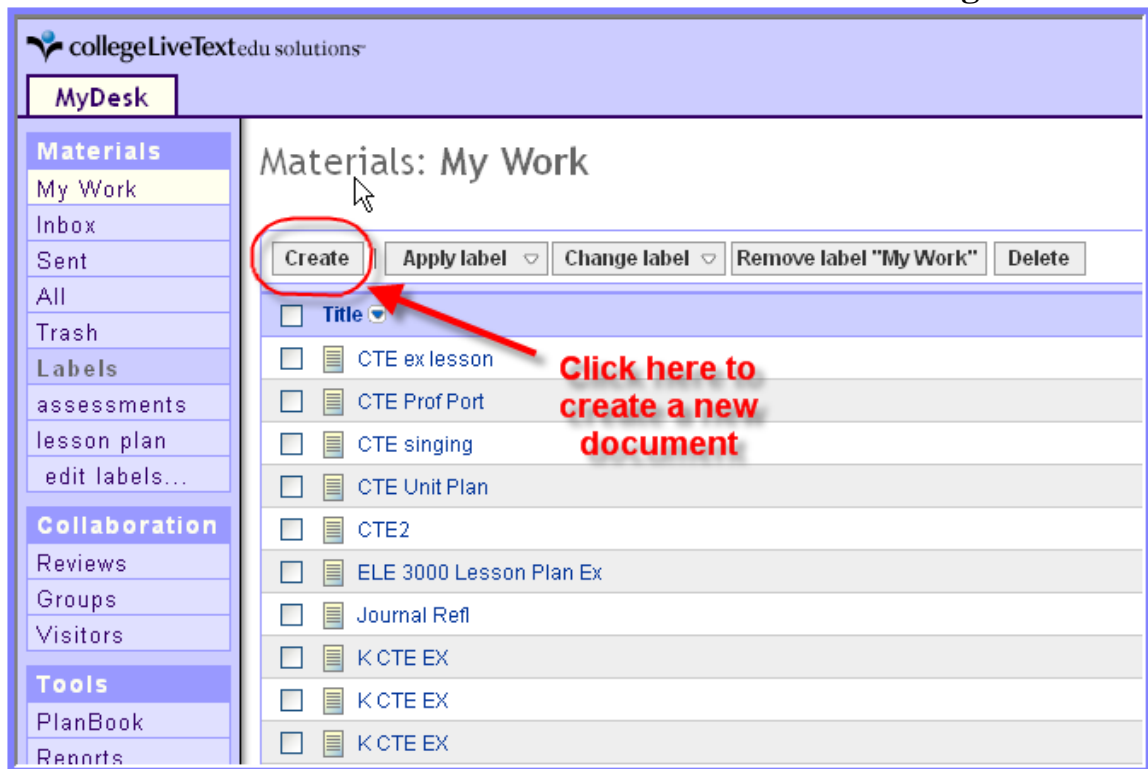 collegeLiveText edu solutions
MyDesk
Materials
My Work
Inbox
Sent
All
Trash
Labels
assessments
lesson plan
edit labels...
Collaboration
Reviews
Groups
Visitors
Tools
PlanBook
Reports
Materials: My Work
Create | Apply label Change label Remove label "My Work" Delete
Title
CTE ex lesson
CTE Prof Port
CTE singing
CTE Unit Plan
CTE2
ELE 3000 Lesson Plan Ex
Journal Refl
K CTE EX
K CTE EX
K CTE EX
Click here to
create a new
document